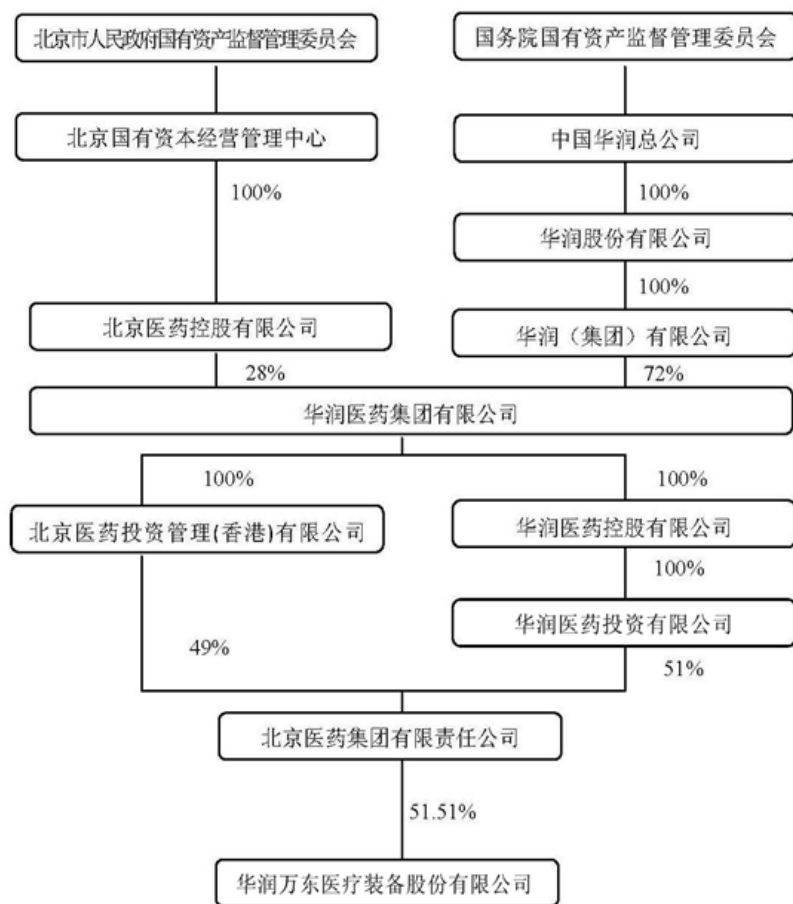 北京市人民政府国有资产监督管理委员会
国务院国有资产监督管理委员会
北京国有资本经营管理中心
中国华润总公司
100%
100%
华润股份有限公司
100%
北京医药控股有限公司
华润（集团）有限公司
28%
72%
华润医药集团有限公司
100%
100%
北京医药投资管理(香港)有限公司
华润医药控股有限公司
100%
华润医药投资有限公司
49%
51%
北京医药集团有限责任公司
51.51%
华润万东医疗装备股份有限公司